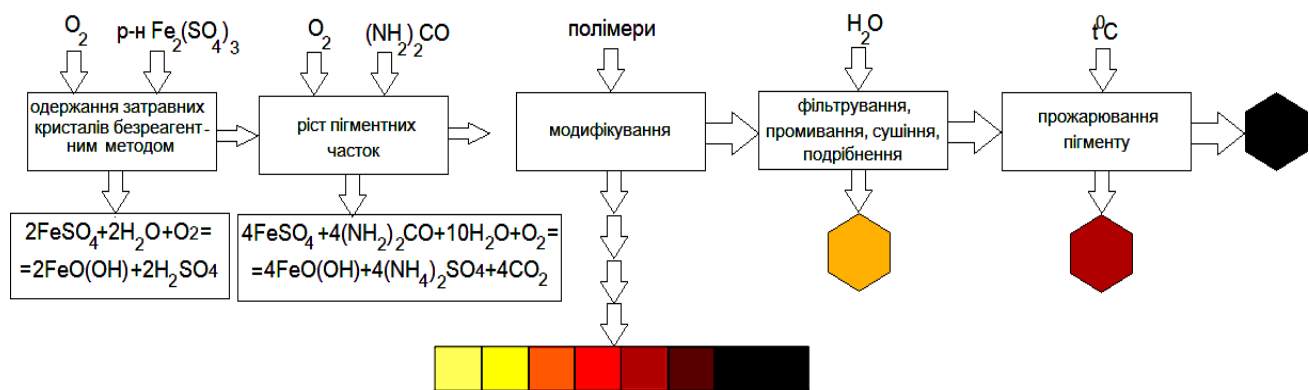 O₂
р-н Fe₂(SO₄)₃
O₂
(NH₂)₂CO
полімери
H₂O
t⁰C
одержання затравних
кристалів безреагент-
ним методом
ріст пігментних
часток
модифікування
фільтрування,
промивання, сушіння,
подрібнення
прожарювання
пігменту
2FeSO₄+2H₂O+O2=
=2FeO(OH)+2H₂SO4
4FeSO₄+4(NH₂)₂CO+10H₂O+O₂=
=4FeO(OH)+4(NH₄)₂SO4+4CO₂